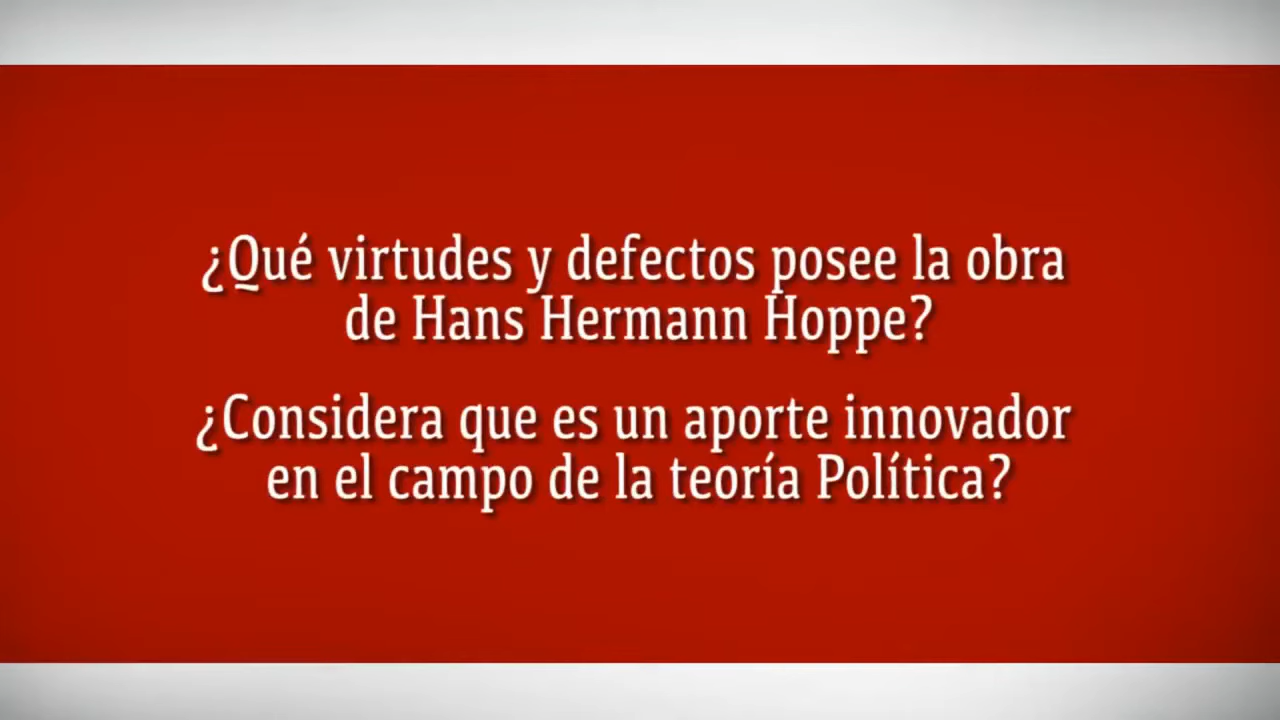 ¿Qué virtudes y defectos posee la obra
de Hans Hermann Hoppe?
¿Considera que es un aporte innovador
en el campo de la teoría Política?